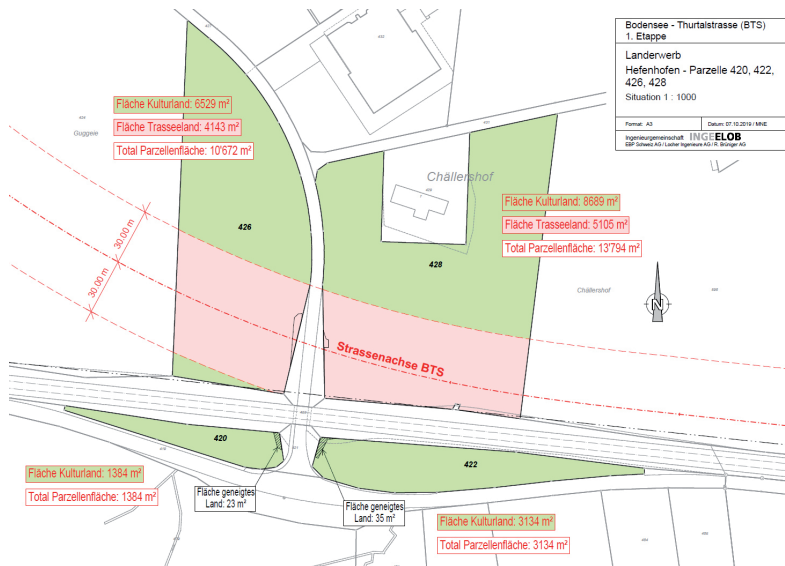 Bodensee - Thurtalstrasse (BTS)
1. Etappe
Landerwerb
Hefenhofen - Parzelle 420, 422,
426, 428
Situation 1 : 1000
Format: A3
Datum: 07.10.2019 / MNE
Ingenieurgemeinschaft INGEELOB
EBP Schweiz AG / Locher Ingenieure AG / R. Brüniger AG
Fläche Kulturland: 6529 m²
Fläche Trasseeland: 4143 m²
Total Parzellenfläche: 10'672 m²
Guggeie
426
30.00 m
30.00 m
Chällershof
Fläche Kulturland: 8689 m²
Fläche Trasseeland: 5105 m²
Total Parzellenfläche: 13'794 m²
428
Chällershof
N
Strassenachse BTS
420
422
Fläche Kulturland: 1384 m²
Total Parzellenfläche: 1384 m²
Fläche geneigtes
Land: 23 m²
Fläche geneigtes
Land: 35 m²
Fläche Kulturland: 3134 m²
Total Parzellenfläche: 3134 m²